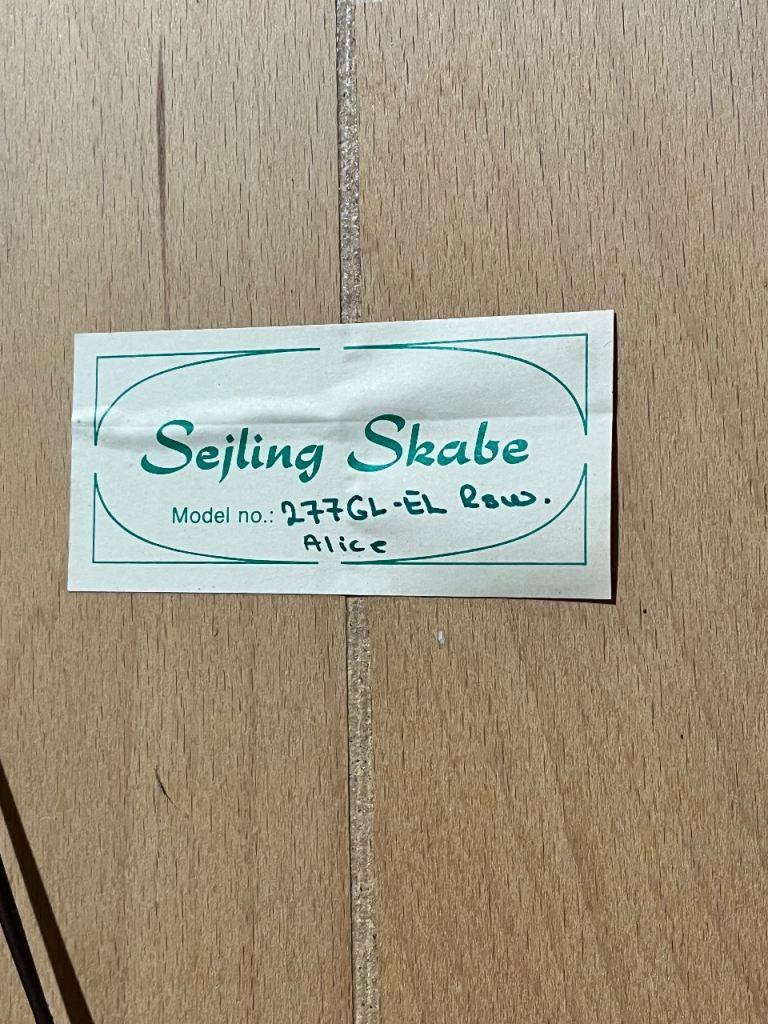 Sejling Skabe
Model no.: 277GL-EL Rsw.
Alice